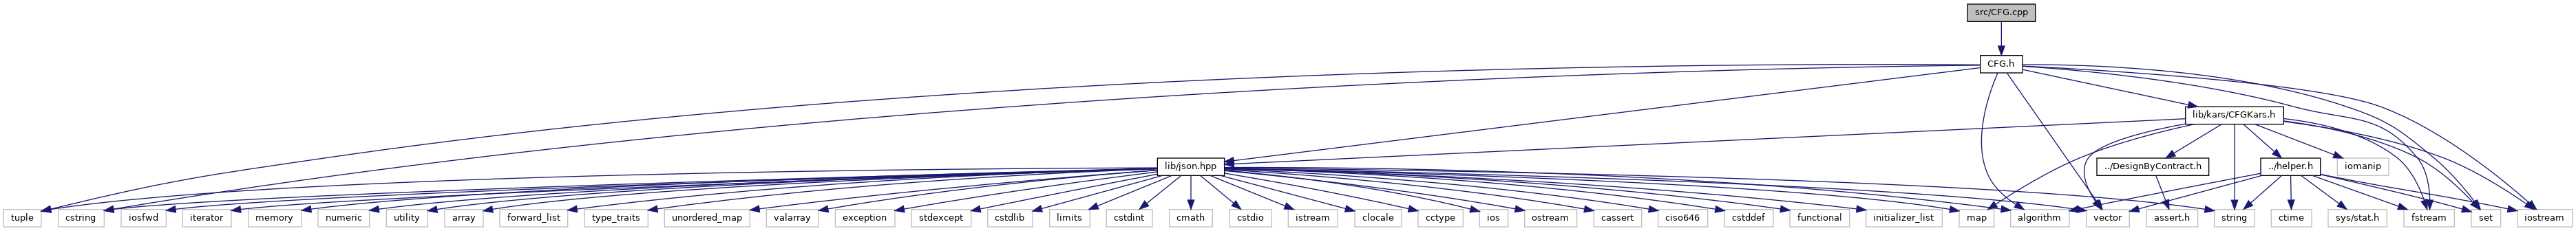 src/CFG.cpp
CFG.h
lib/kars/CFGKars.h
lib/json.hpp
../DesignByContract.h
../helper.h
iomanip
tuple
cstring
iosfwd
iterator
memory
numeric
utility
array
forward_list
type_traits
unordered_map
valarray
exception
stdexcept
cstdlib
limits
cstdint
cmath
cstdio
istream
clocale
cctype
ios
ostream
cassert
ciso646
cstddef
functional
initializer_list
map
algorithm
vector
assert.h
string
ctime
sys/stat.h
fstream
set
iostream